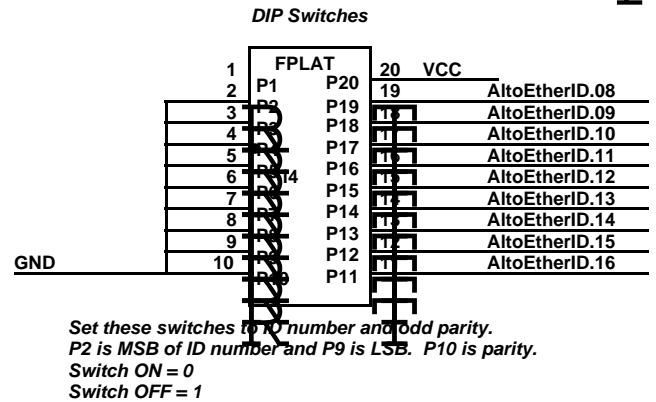 DIP Switches
FPLAT
1 P1 P20 20 VCC
2 P19 19 AltoEtherID.08
3 P18 AltoEtherID.09
4 P17 AltoEtherID.10
5 P16 AltoEtherID.11
6 14 P15 AltoEtherID.12
7 P14 AltoEtherID.13
8 P13 AltoEtherID.14
9 P12 AltoEtherID.15
GND 10 P11 AltoEtherID.16
Set these switches to ID number and odd parity.
P2 is MSB of ID number and P9 is LSB. P10 is parity.
Switch ON = 0
Switch OFF = 1